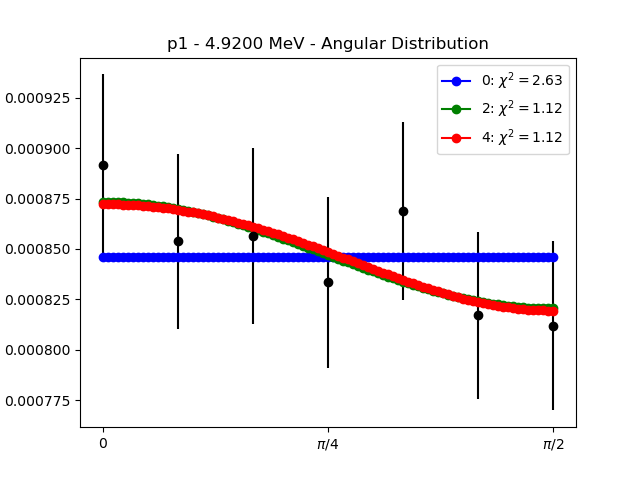 p1 - 4.9200 MeV - Angular Distribution
0: χ² = 2.63
2: χ² = 1.12
4: χ² = 1.12
0.000925
0.000900
0.000875
0.000850
0.000825
0.000800
0.000775
0 π/4 π/2